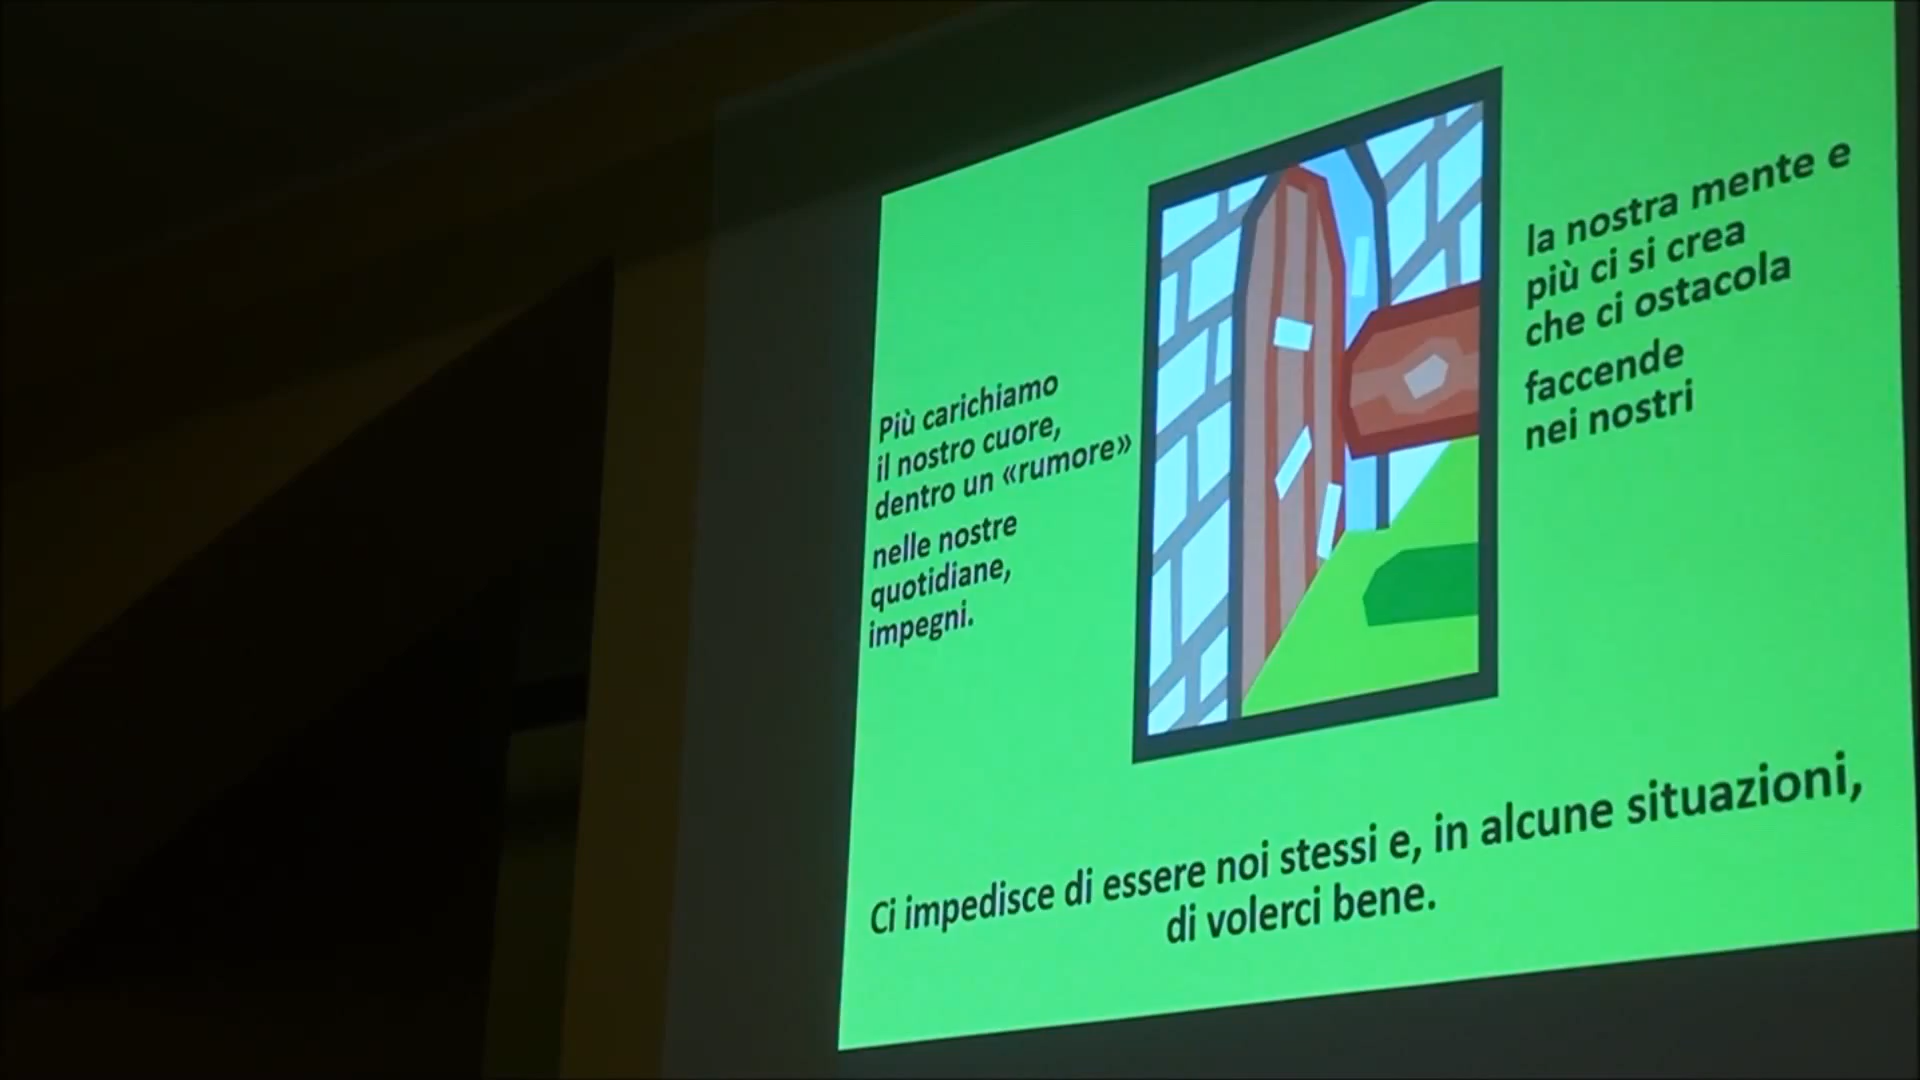 Più carichiamo la nostra mente e
il nostro cuore, più ci si crea
dentro un «rumore» che ci ostacola
nelle nostre faccende
quotidiane, nei nostri
impegni.
Ci impedisce di essere noi stessi e, in alcune situazioni,
di volerci bene.